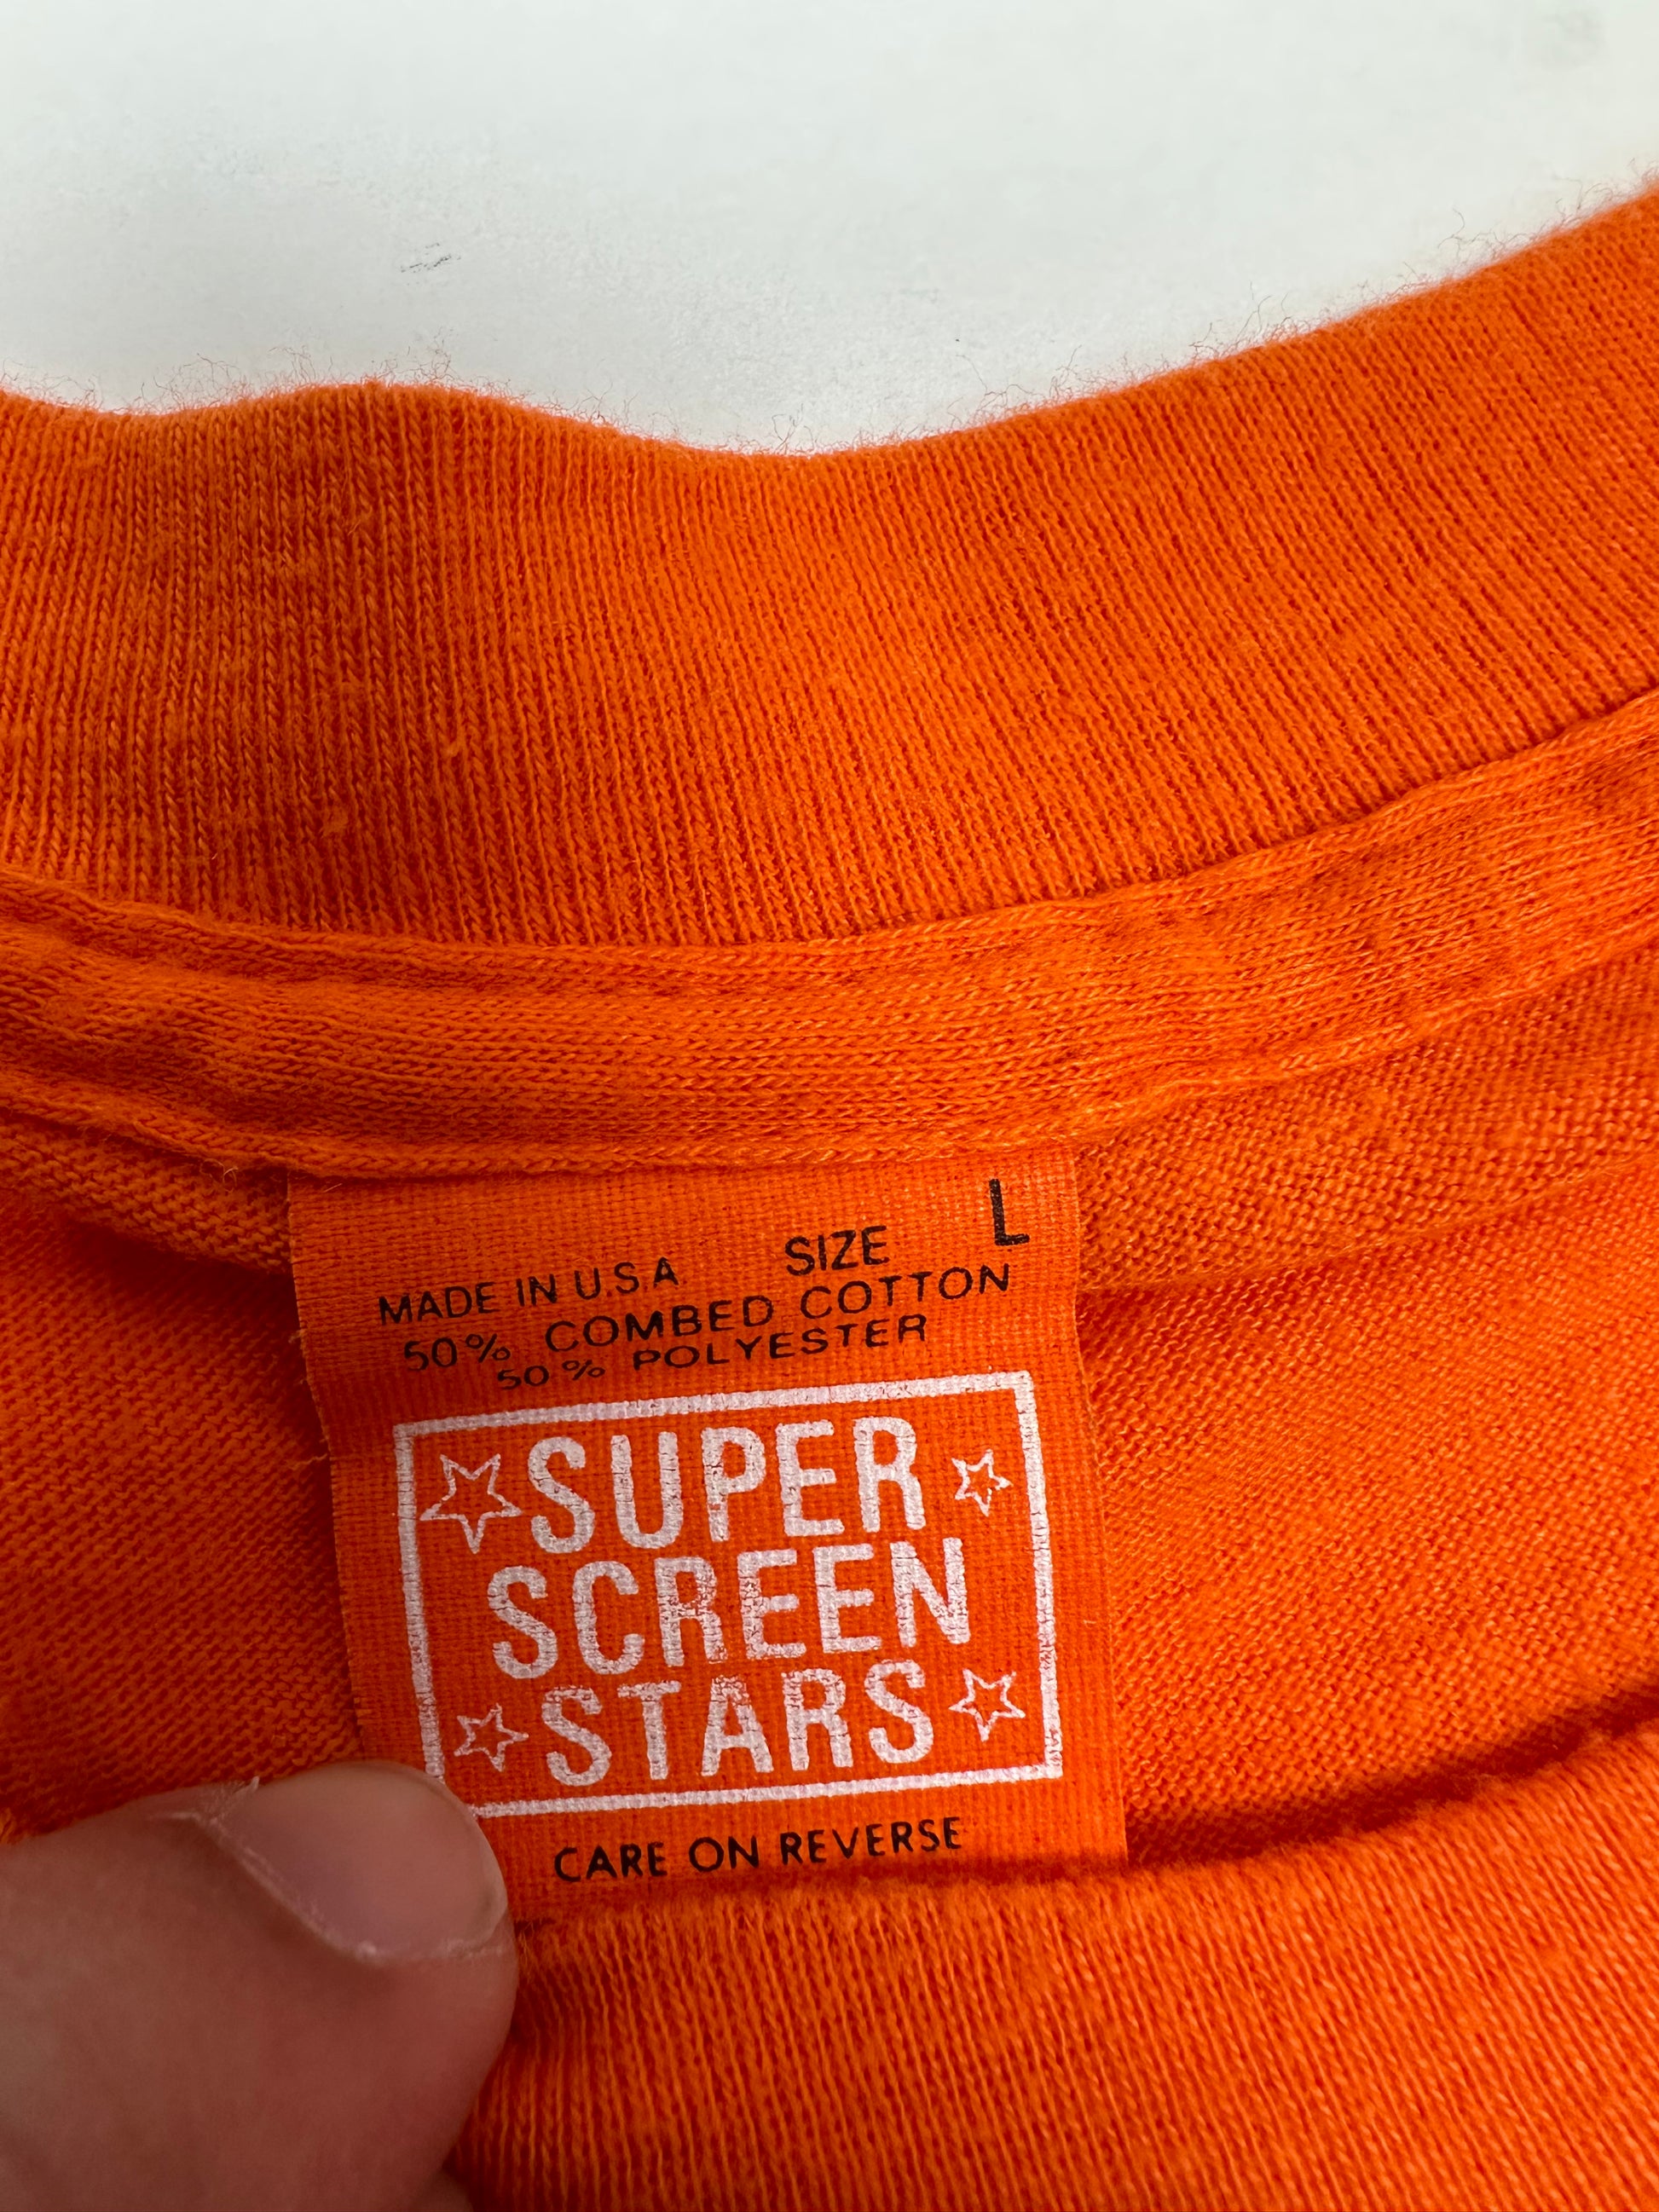 SIZE L
MADE IN U.S.A.
50% COMBED COTTON
50% POLYESTER
SUPER
SCREEN
STARS
CARE ON REVERSE